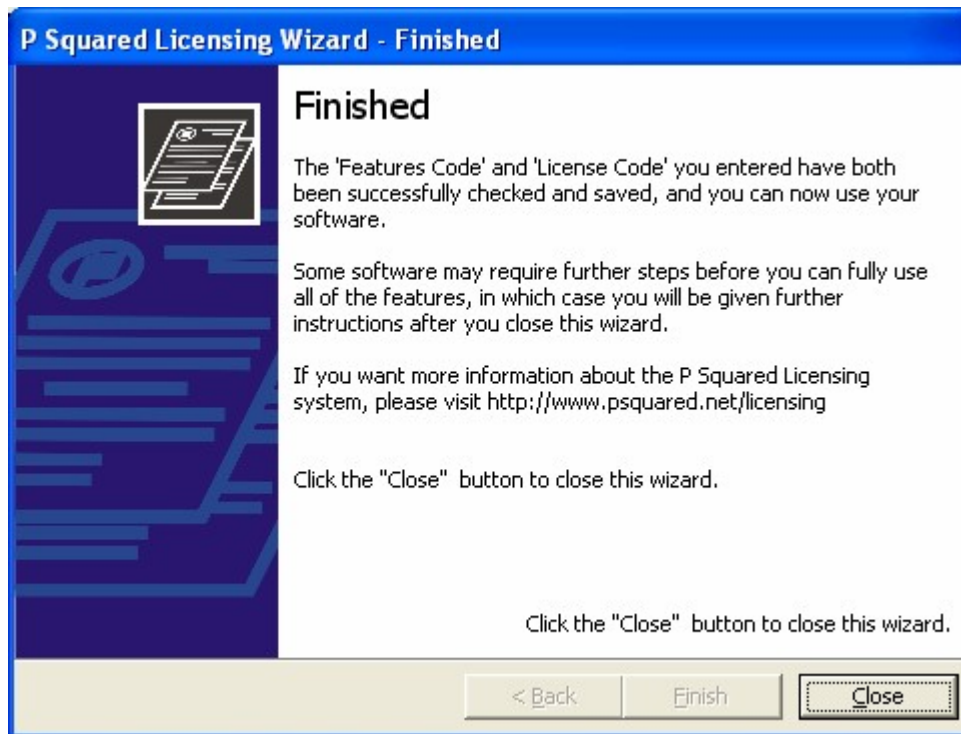 P Squared Licensing Wizard - Finished
Finished
The 'Features Code' and 'License Code' you entered have both
been successfully checked and saved, and you can now use your
software.
Some software may require further steps before you can fully use
all of the features, in which case you will be given further
instructions after you close this wizard.
If you want more information about the P Squared Licensing
system, please visit http://www.psquared.net/licensing
Click the "Close"  button to close this wizard.
Click the "Close"  button to close this wizard.
< Back
Finish
Close